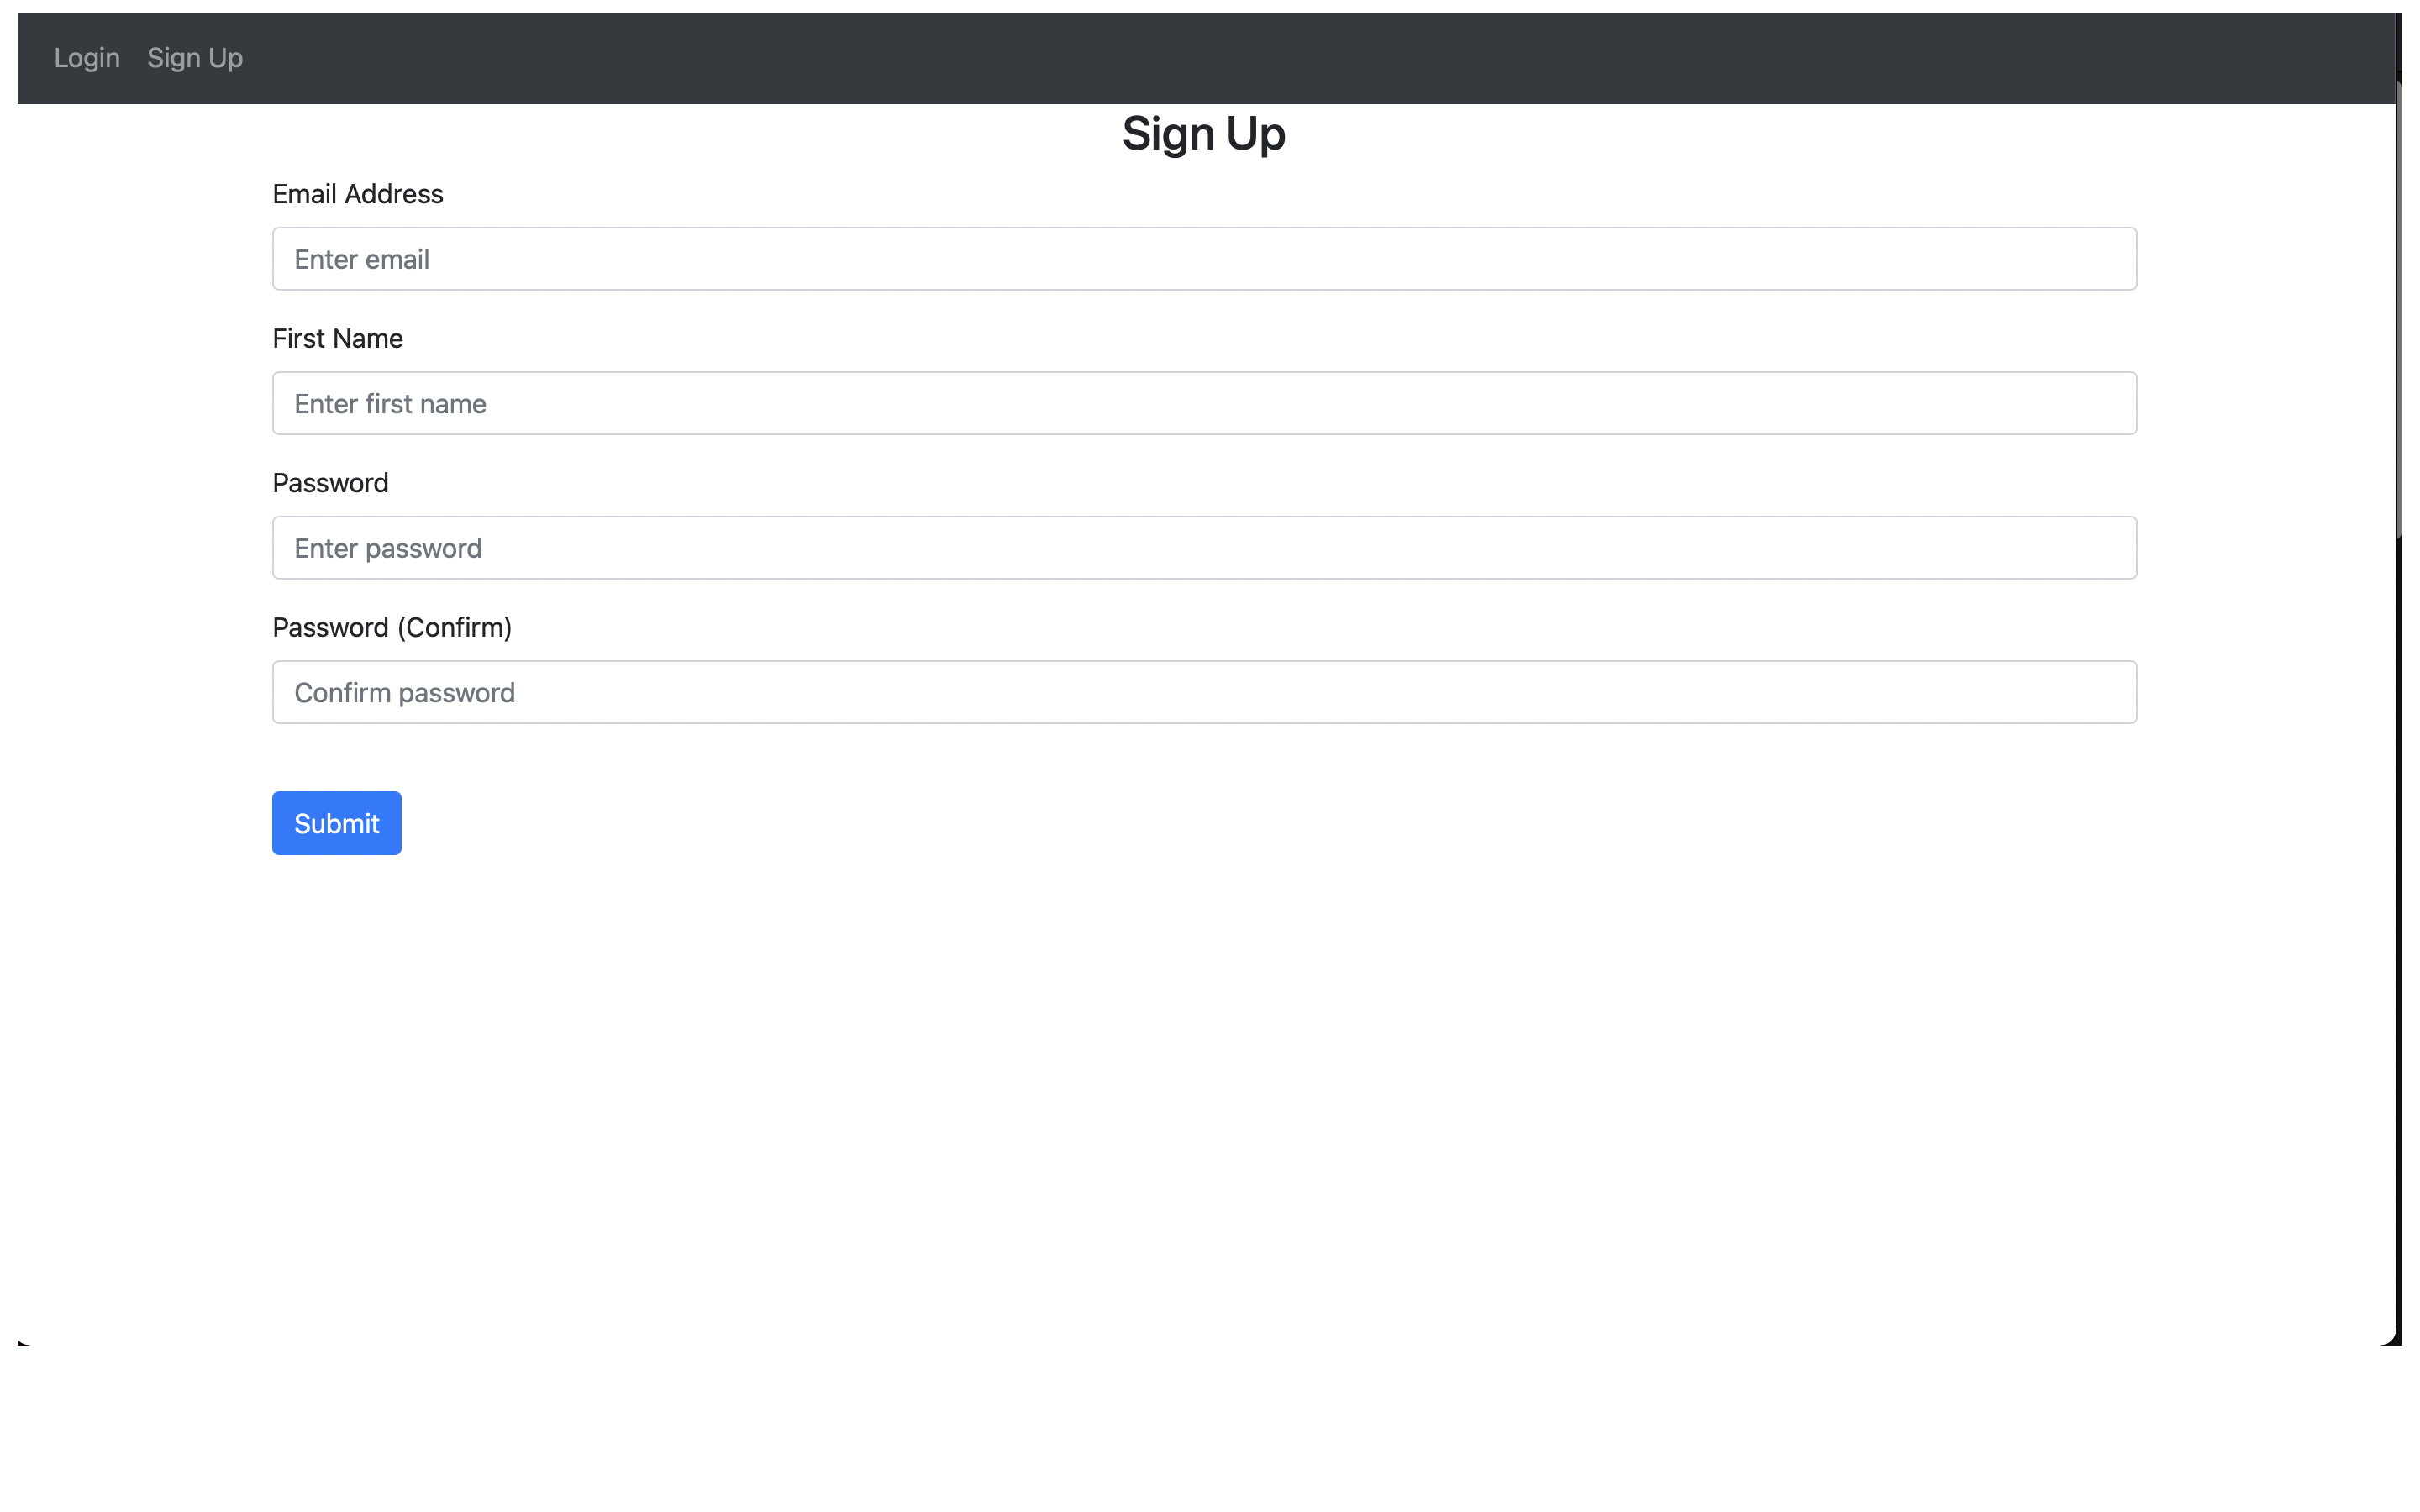 Login Sign Up
Sign Up
Email Address
Enter email
First Name
Enter first name
Password
Enter password
Password (Confirm)
Confirm password
Submit